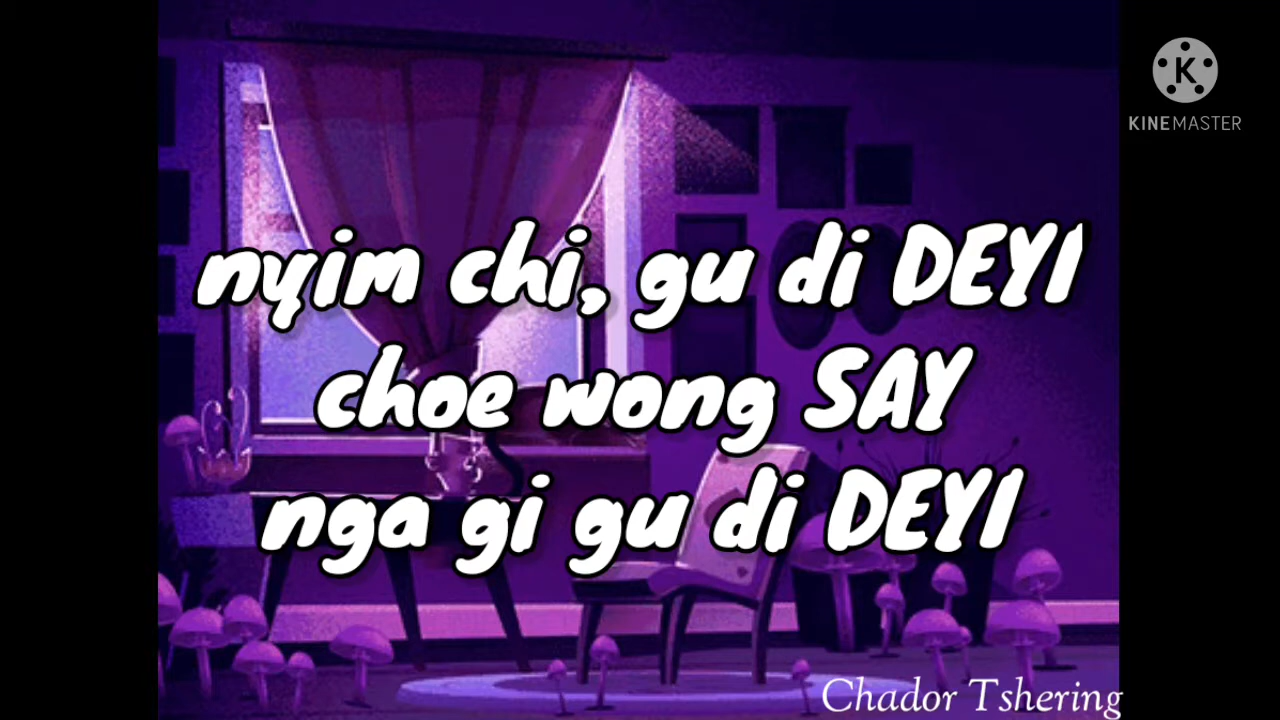 KINEMASTER
nyim chi, gu di DEYI
choe wong SAY
nga gi gu di DEYI
Chador Tshering